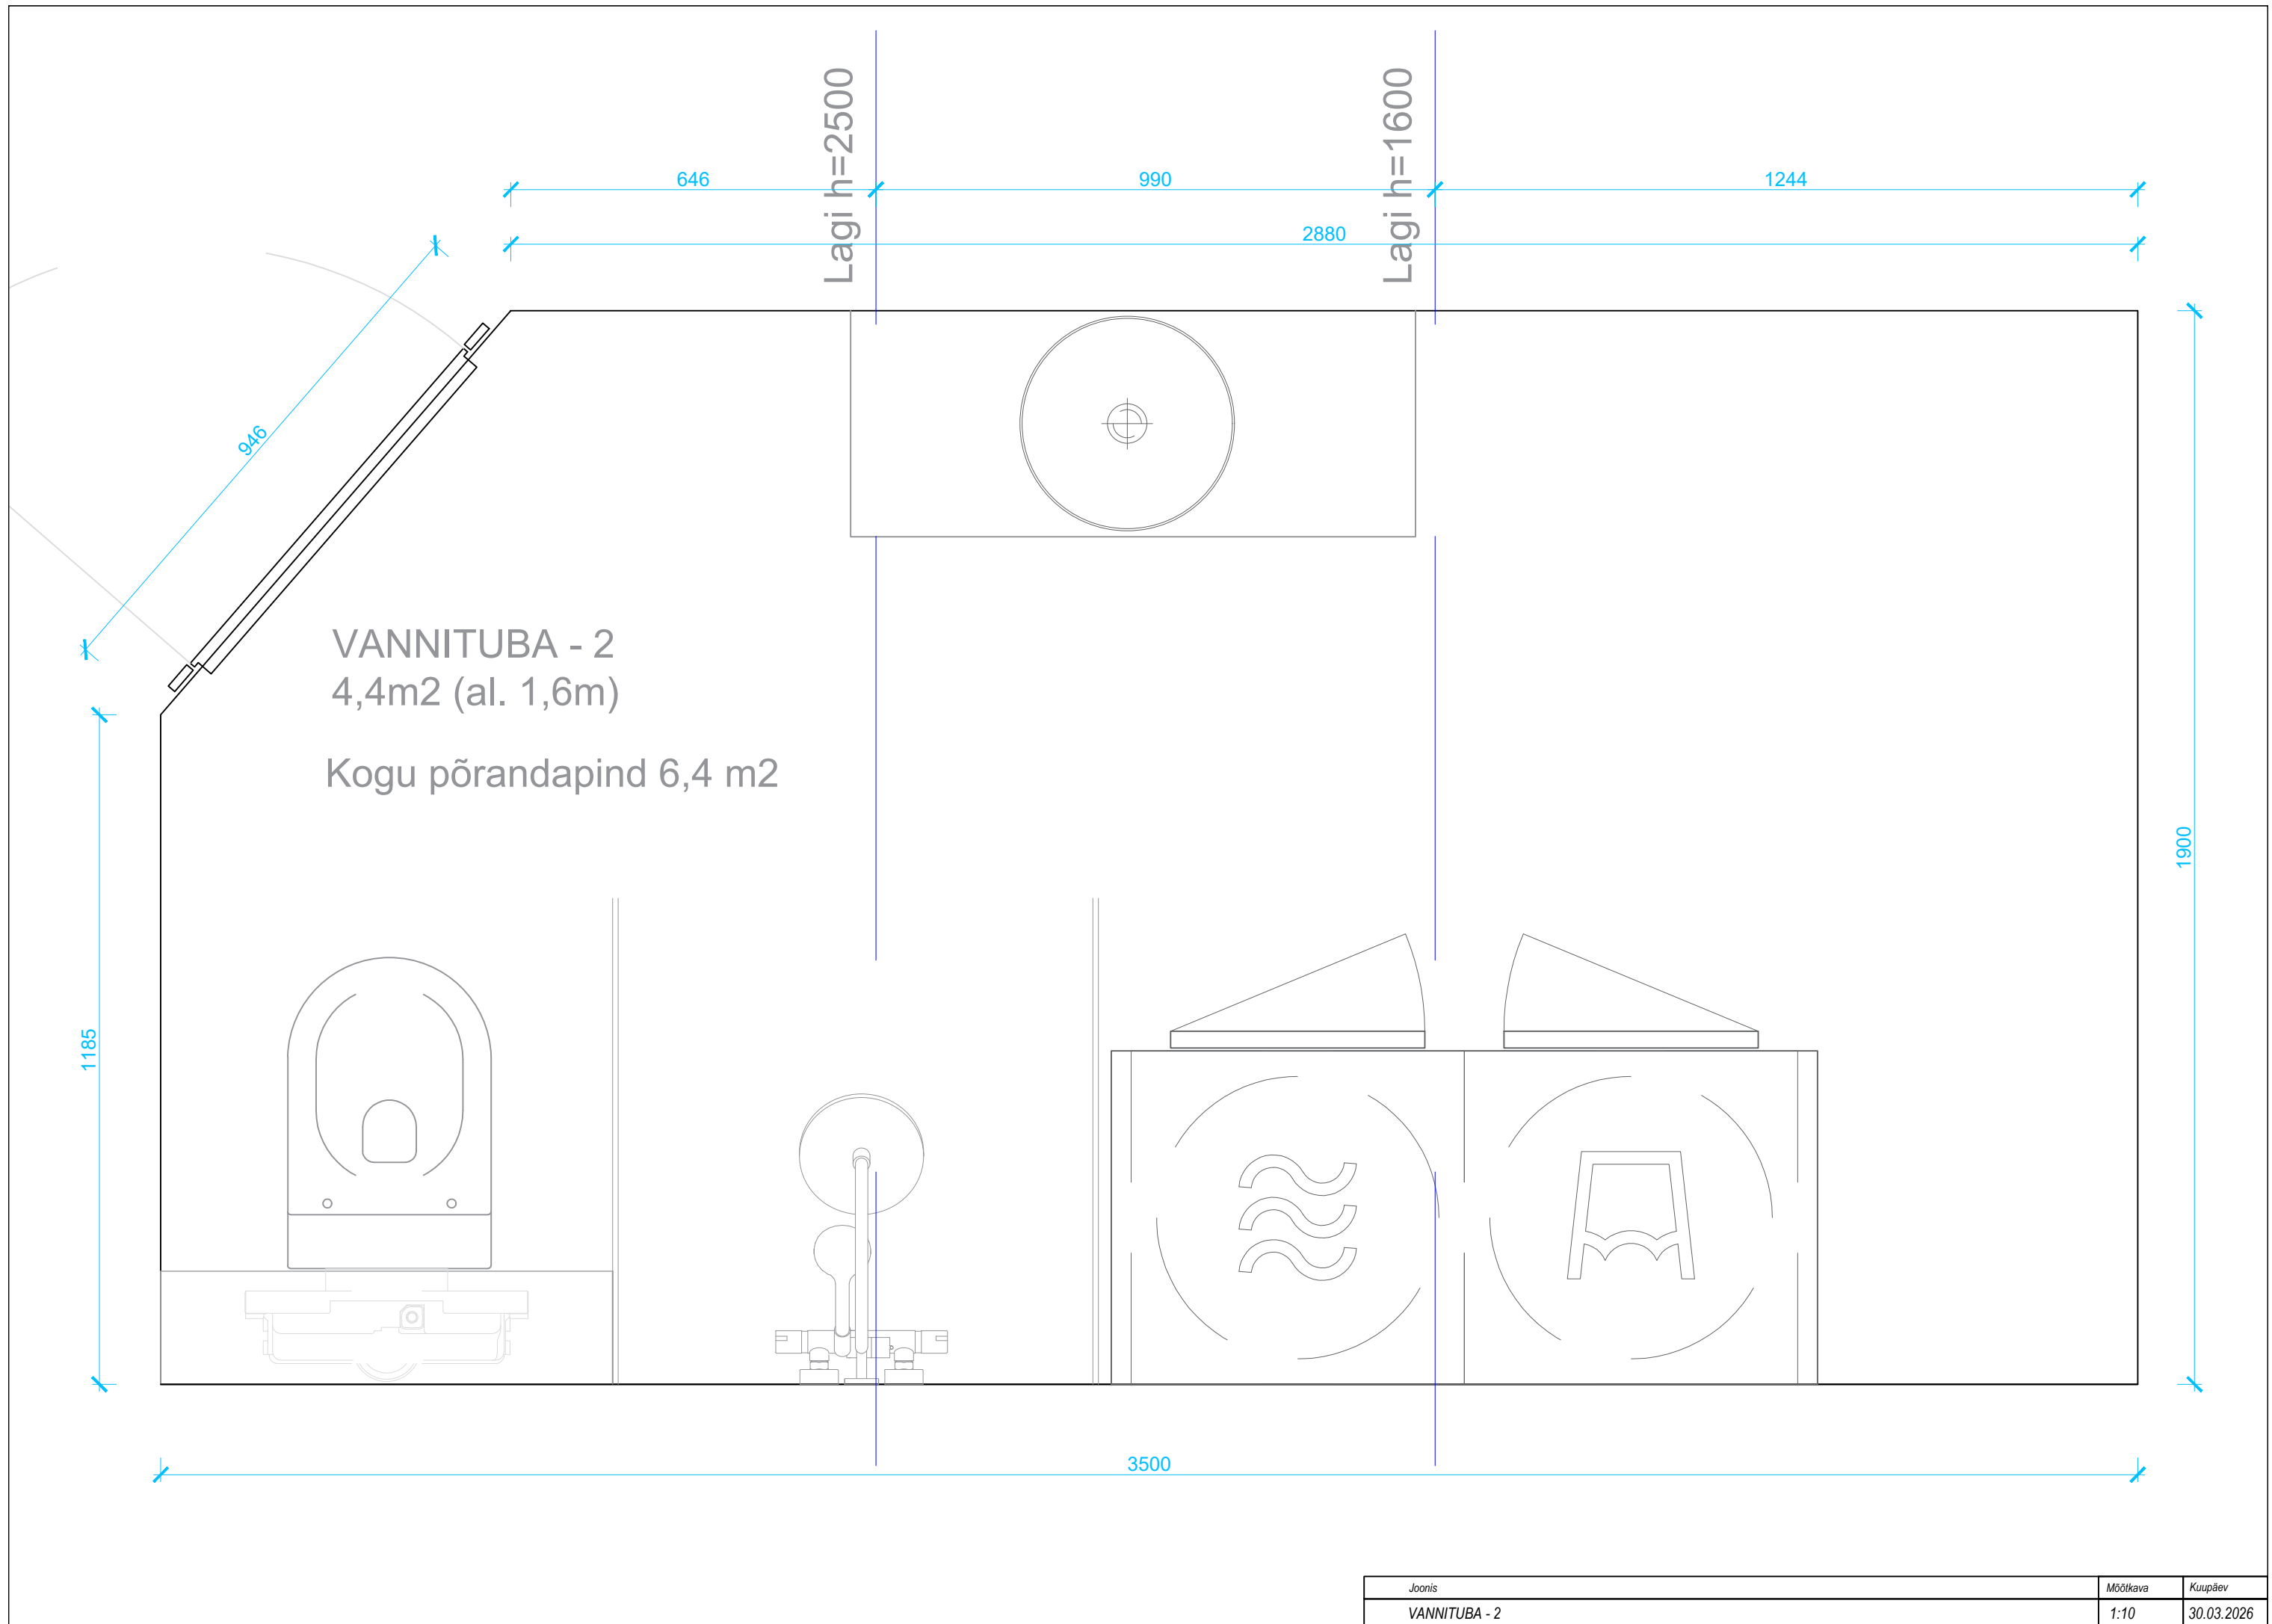 Lagi h=2500
Lagi h=1600
646
990
1244
2880
946
VANNITUBA - 2
4,4m2 (al. 1,6m)
Kogu põrandapind 6,4 m2
1900
1185
3500
Joonis
Mõõtkava
Kuupäev
VANNITUBA - 2
1:10
30.03.2026